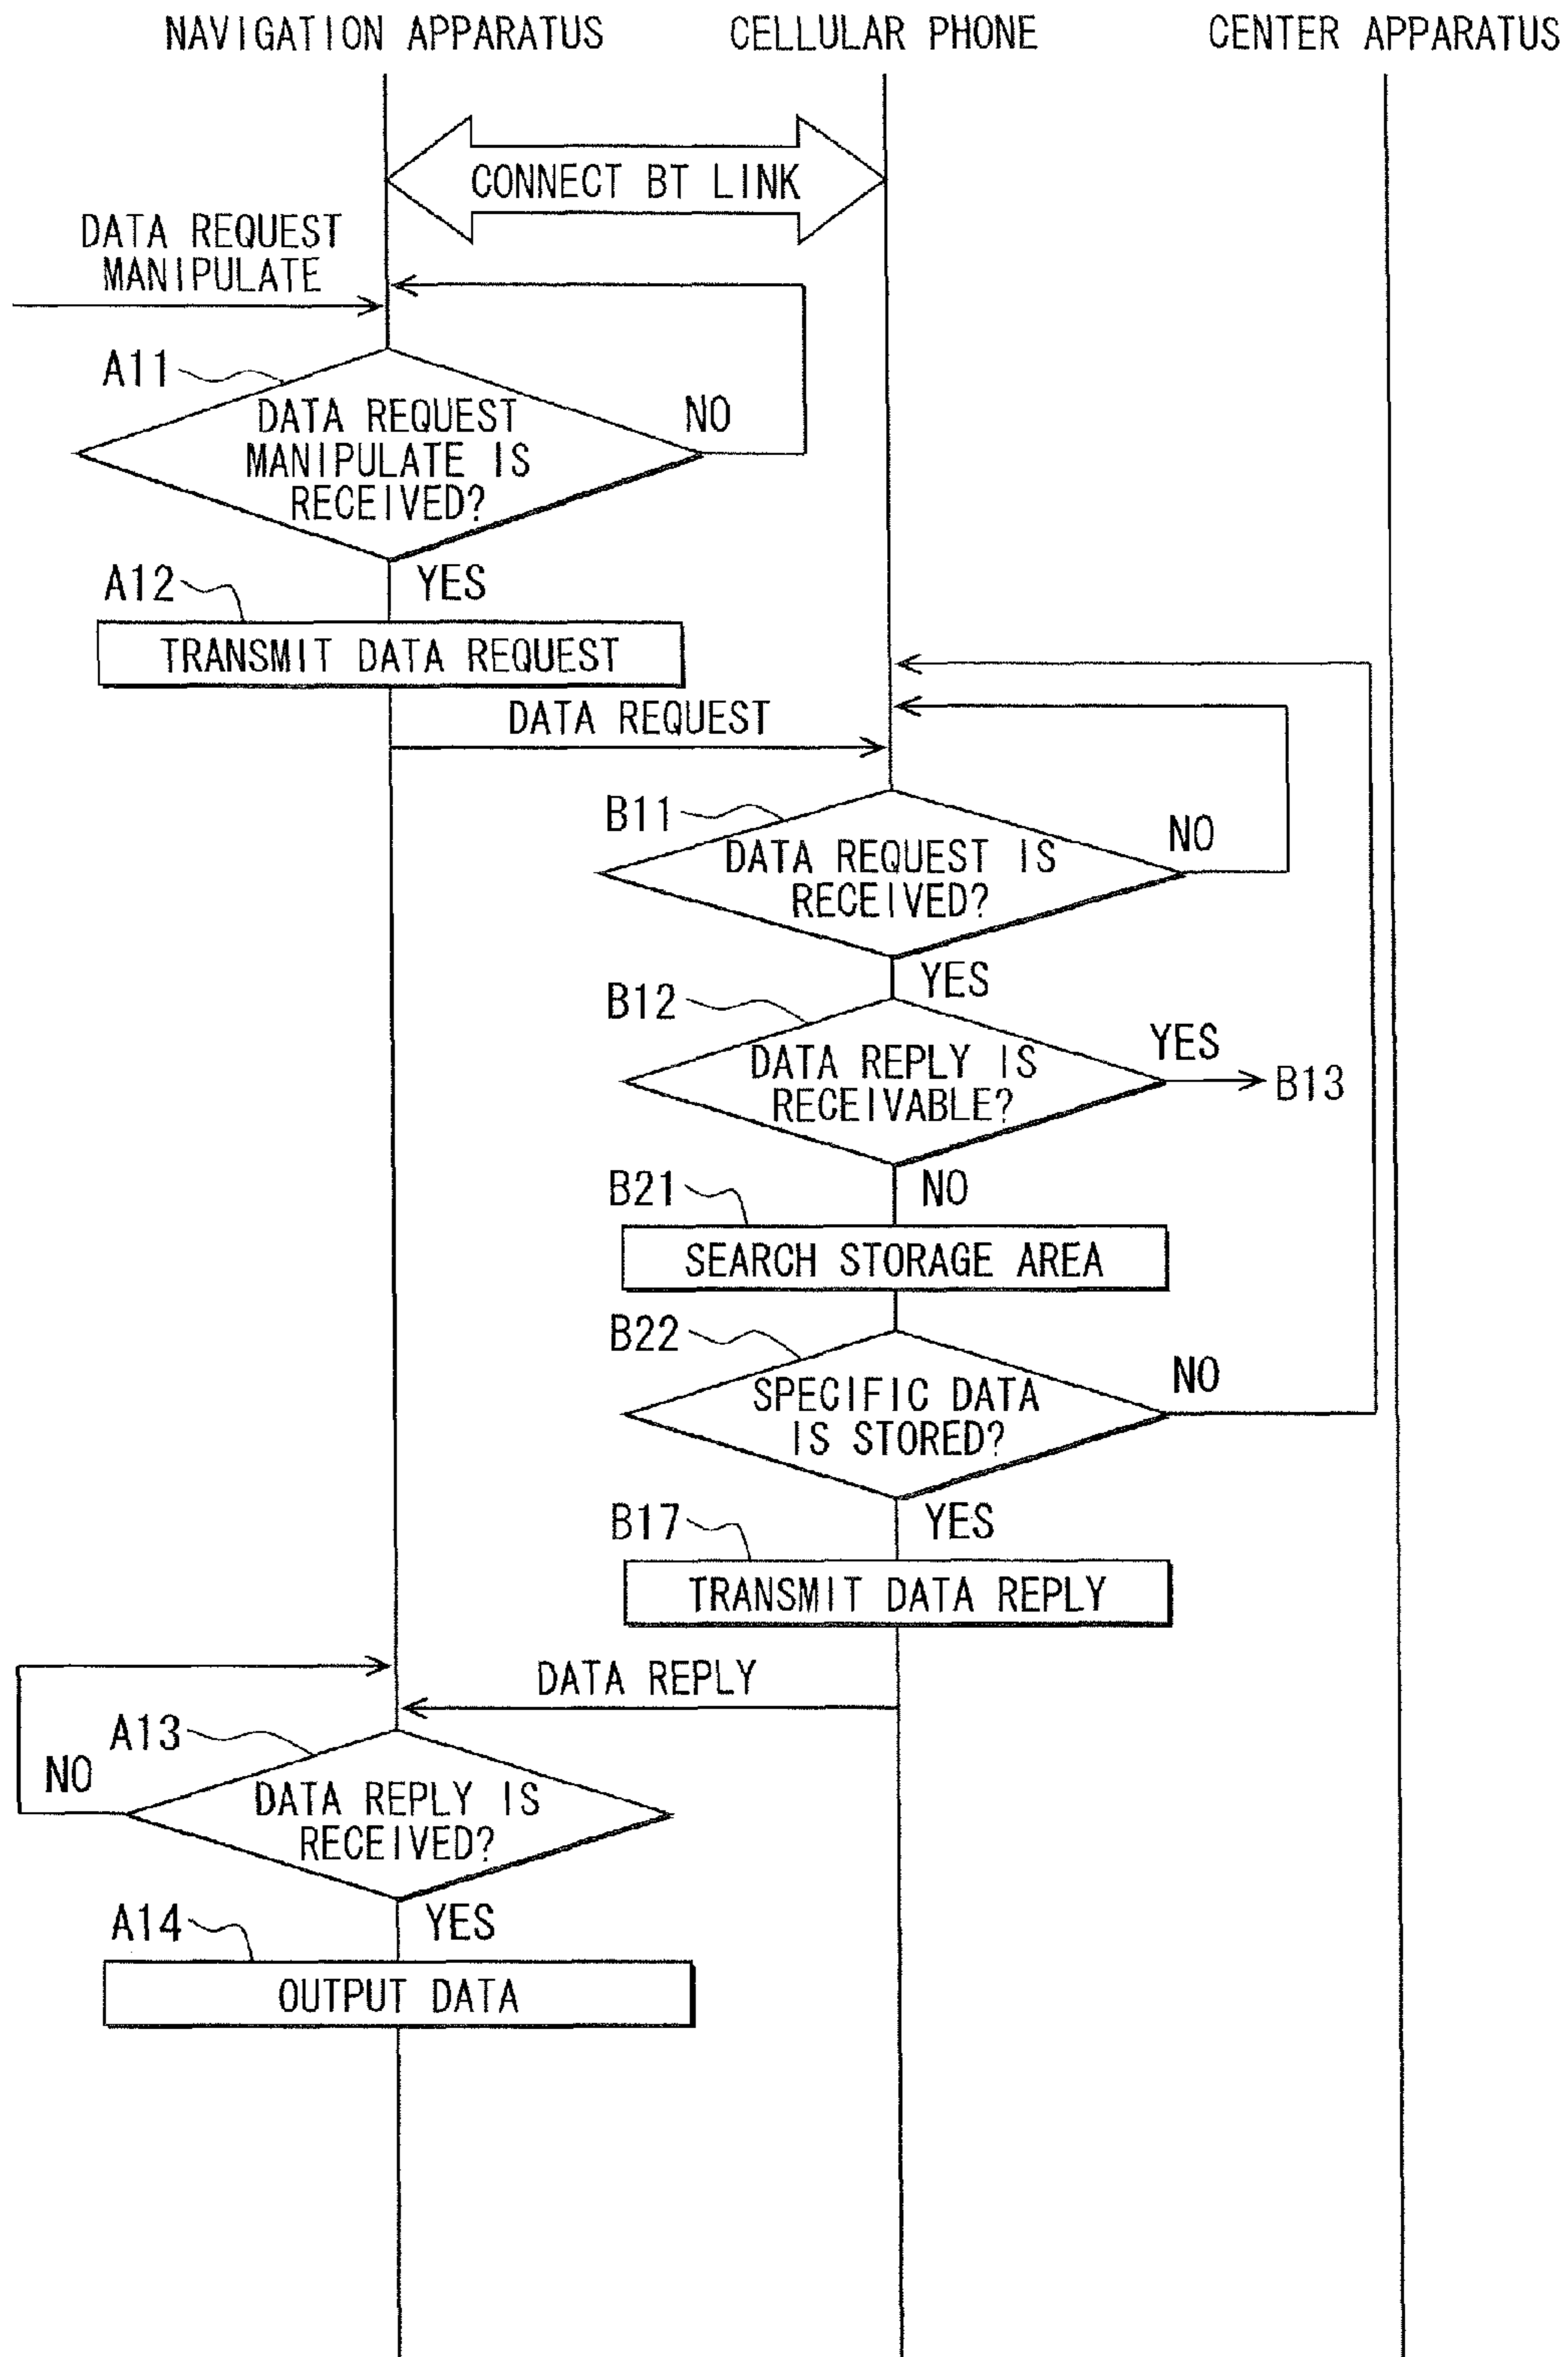 NAVIGATION APPARATUS
CELLULAR PHONE
CENTER APPARATUS
CONNECT BT LINK
DATA REQUEST
MANIPULATE
A11
DATA REQUEST
MANIPULATE IS
RECEIVED?
NO
YES
A12
TRANSMIT DATA REQUEST
DATA REQUEST
B11
DATA REQUEST IS
RECEIVED?
NO
YES
B12
DATA REPLY IS
RECEIVABLE?
YES
B13
NO
B21
SEARCH STORAGE AREA
B22
SPECIFIC DATA
IS STORED?
NO
YES
B17
TRANSMIT DATA REPLY
DATA REPLY
A13
NO
DATA REPLY IS
RECEIVED?
YES
A14
OUTPUT DATA